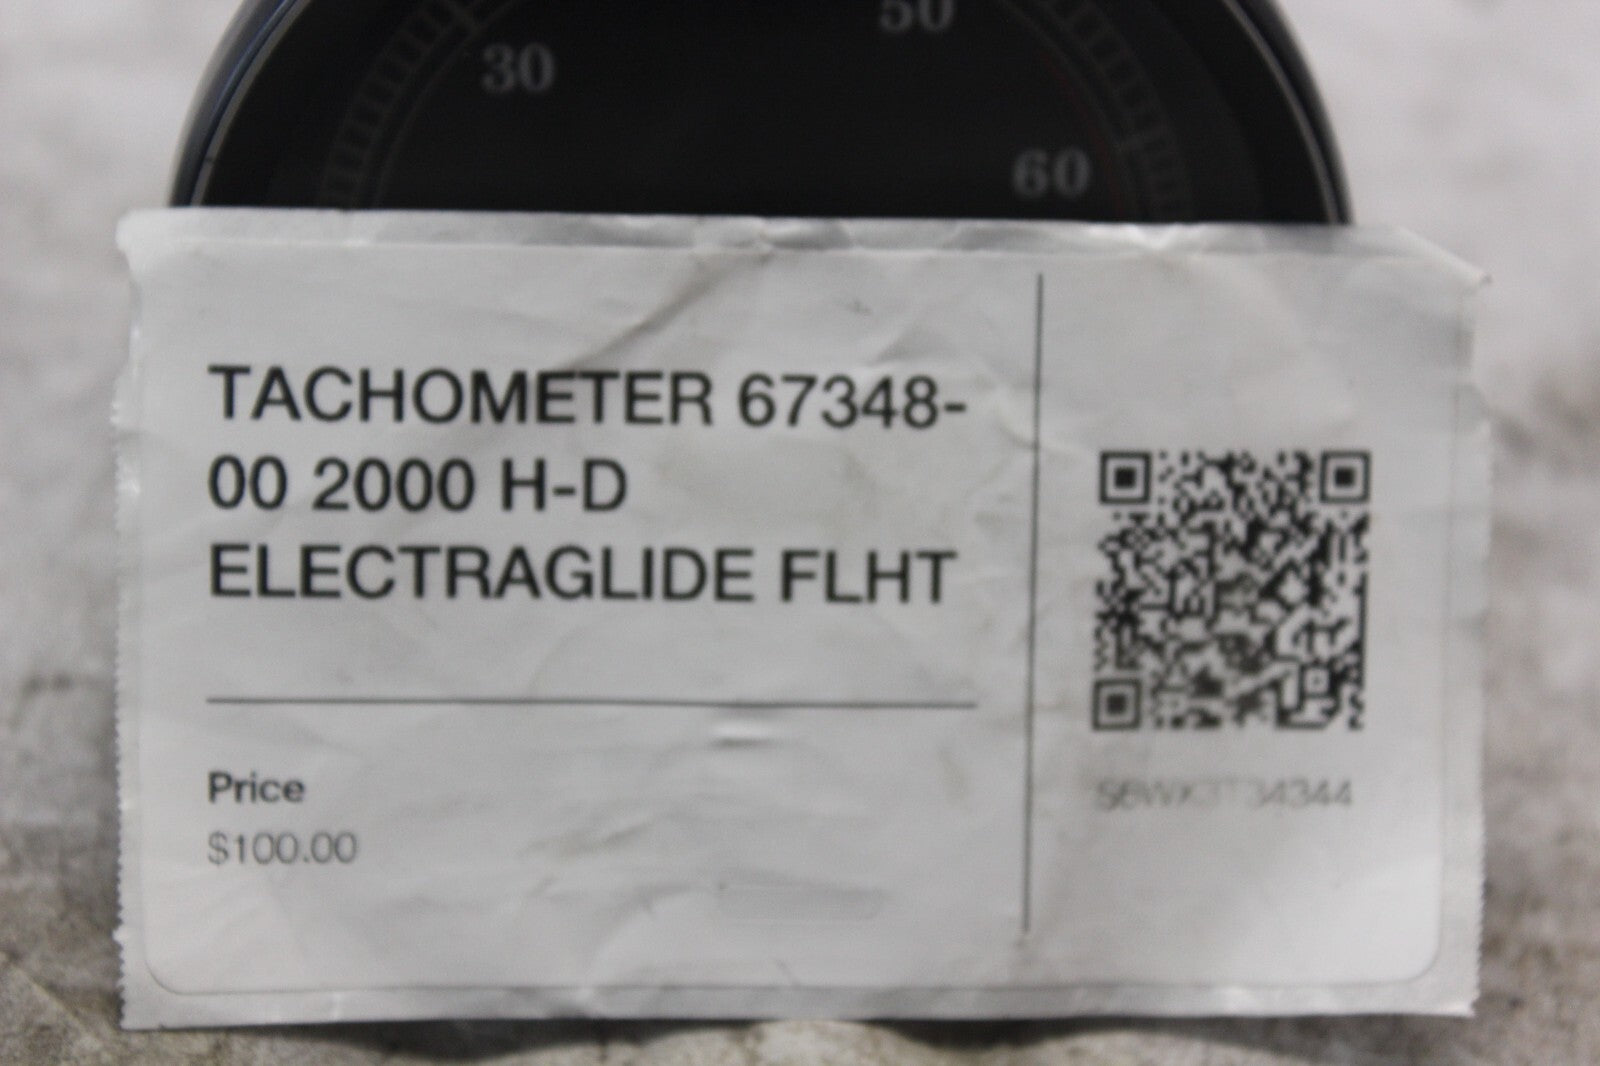 50
30
60
TACHOMETER 67348-
00 2000 H-D
ELECTRAGLIDE FLHT
Price
$100.00